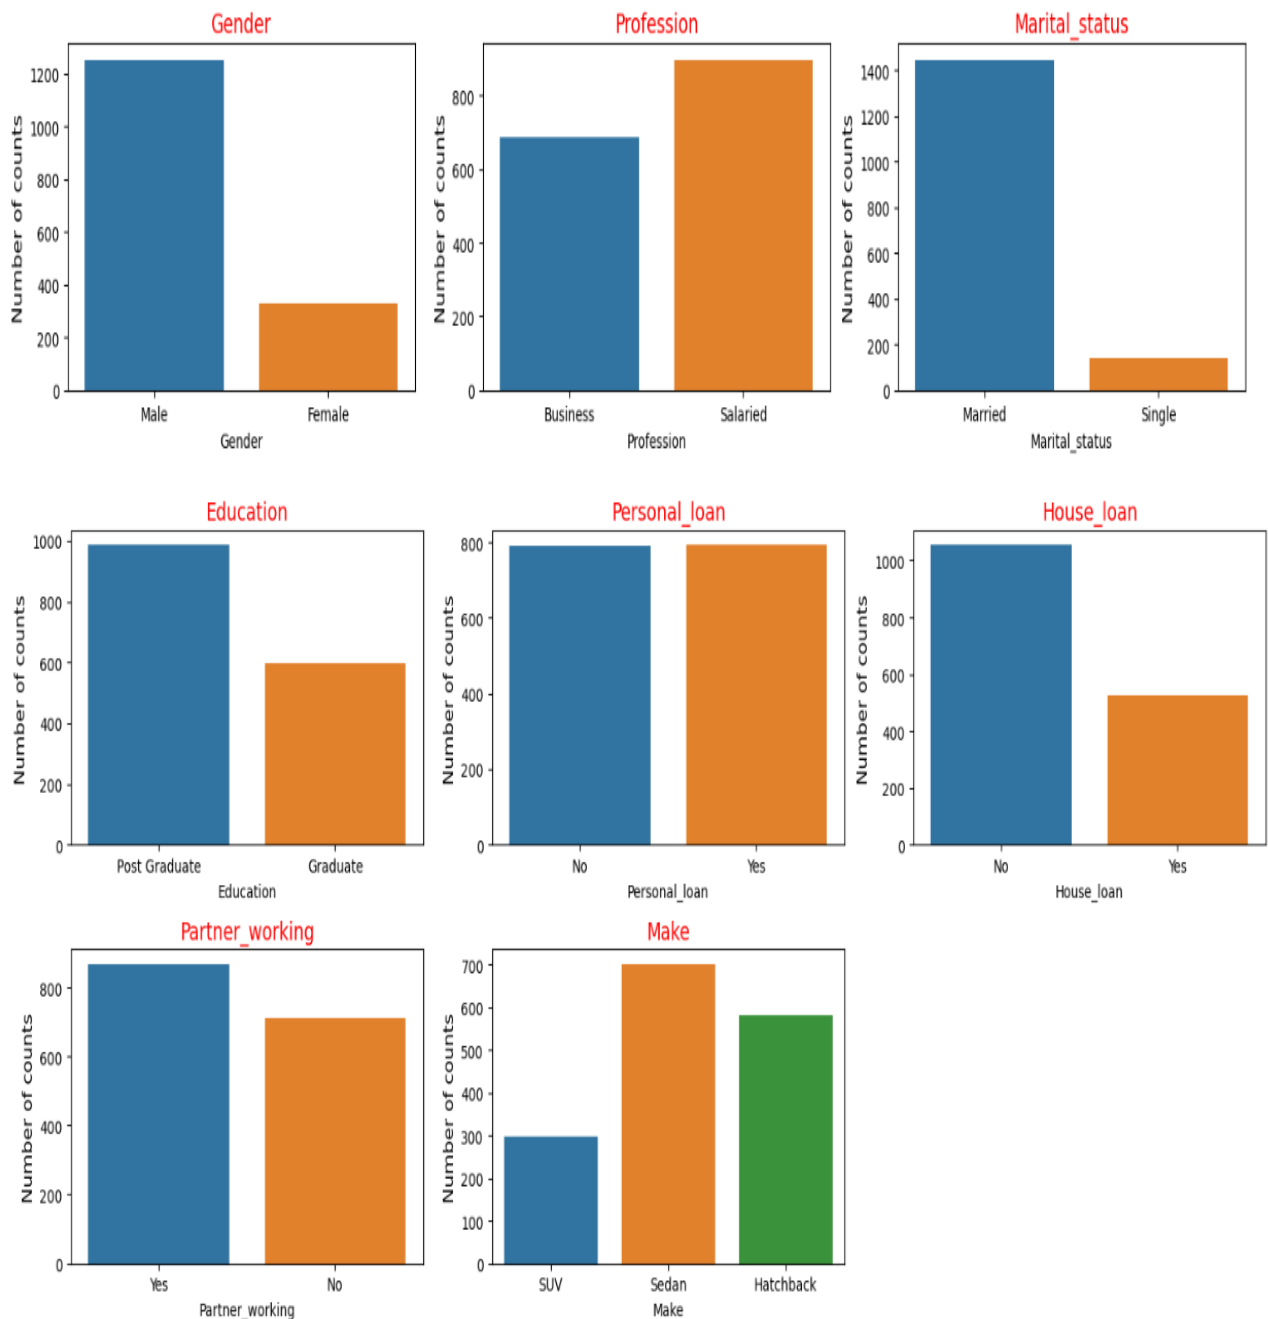 Gender Profession Marital_status
Number of counts Number of counts Number of counts
1200 800 1400
1000 600 1200
800 400 1000
600 200 800
400 0 600
200 400
0 200
0
Male Female Business Salaried Married Single
Gender Profession Marital_status
Education Personal_loan House_loan
Number of counts Number of counts Number of counts
1000 800 1000
800 600 800
600 400 600
400 200 400
200 0 200
0 0
Post Graduate Graduate No Yes No Yes
Education Personal_loan House_loan
Partner_working Make
Number of counts Number of counts
800 700
600 600
400 500
200 400
0 300
200
100
0
Yes No SUV Sedan Hatchback
Partner_working Make